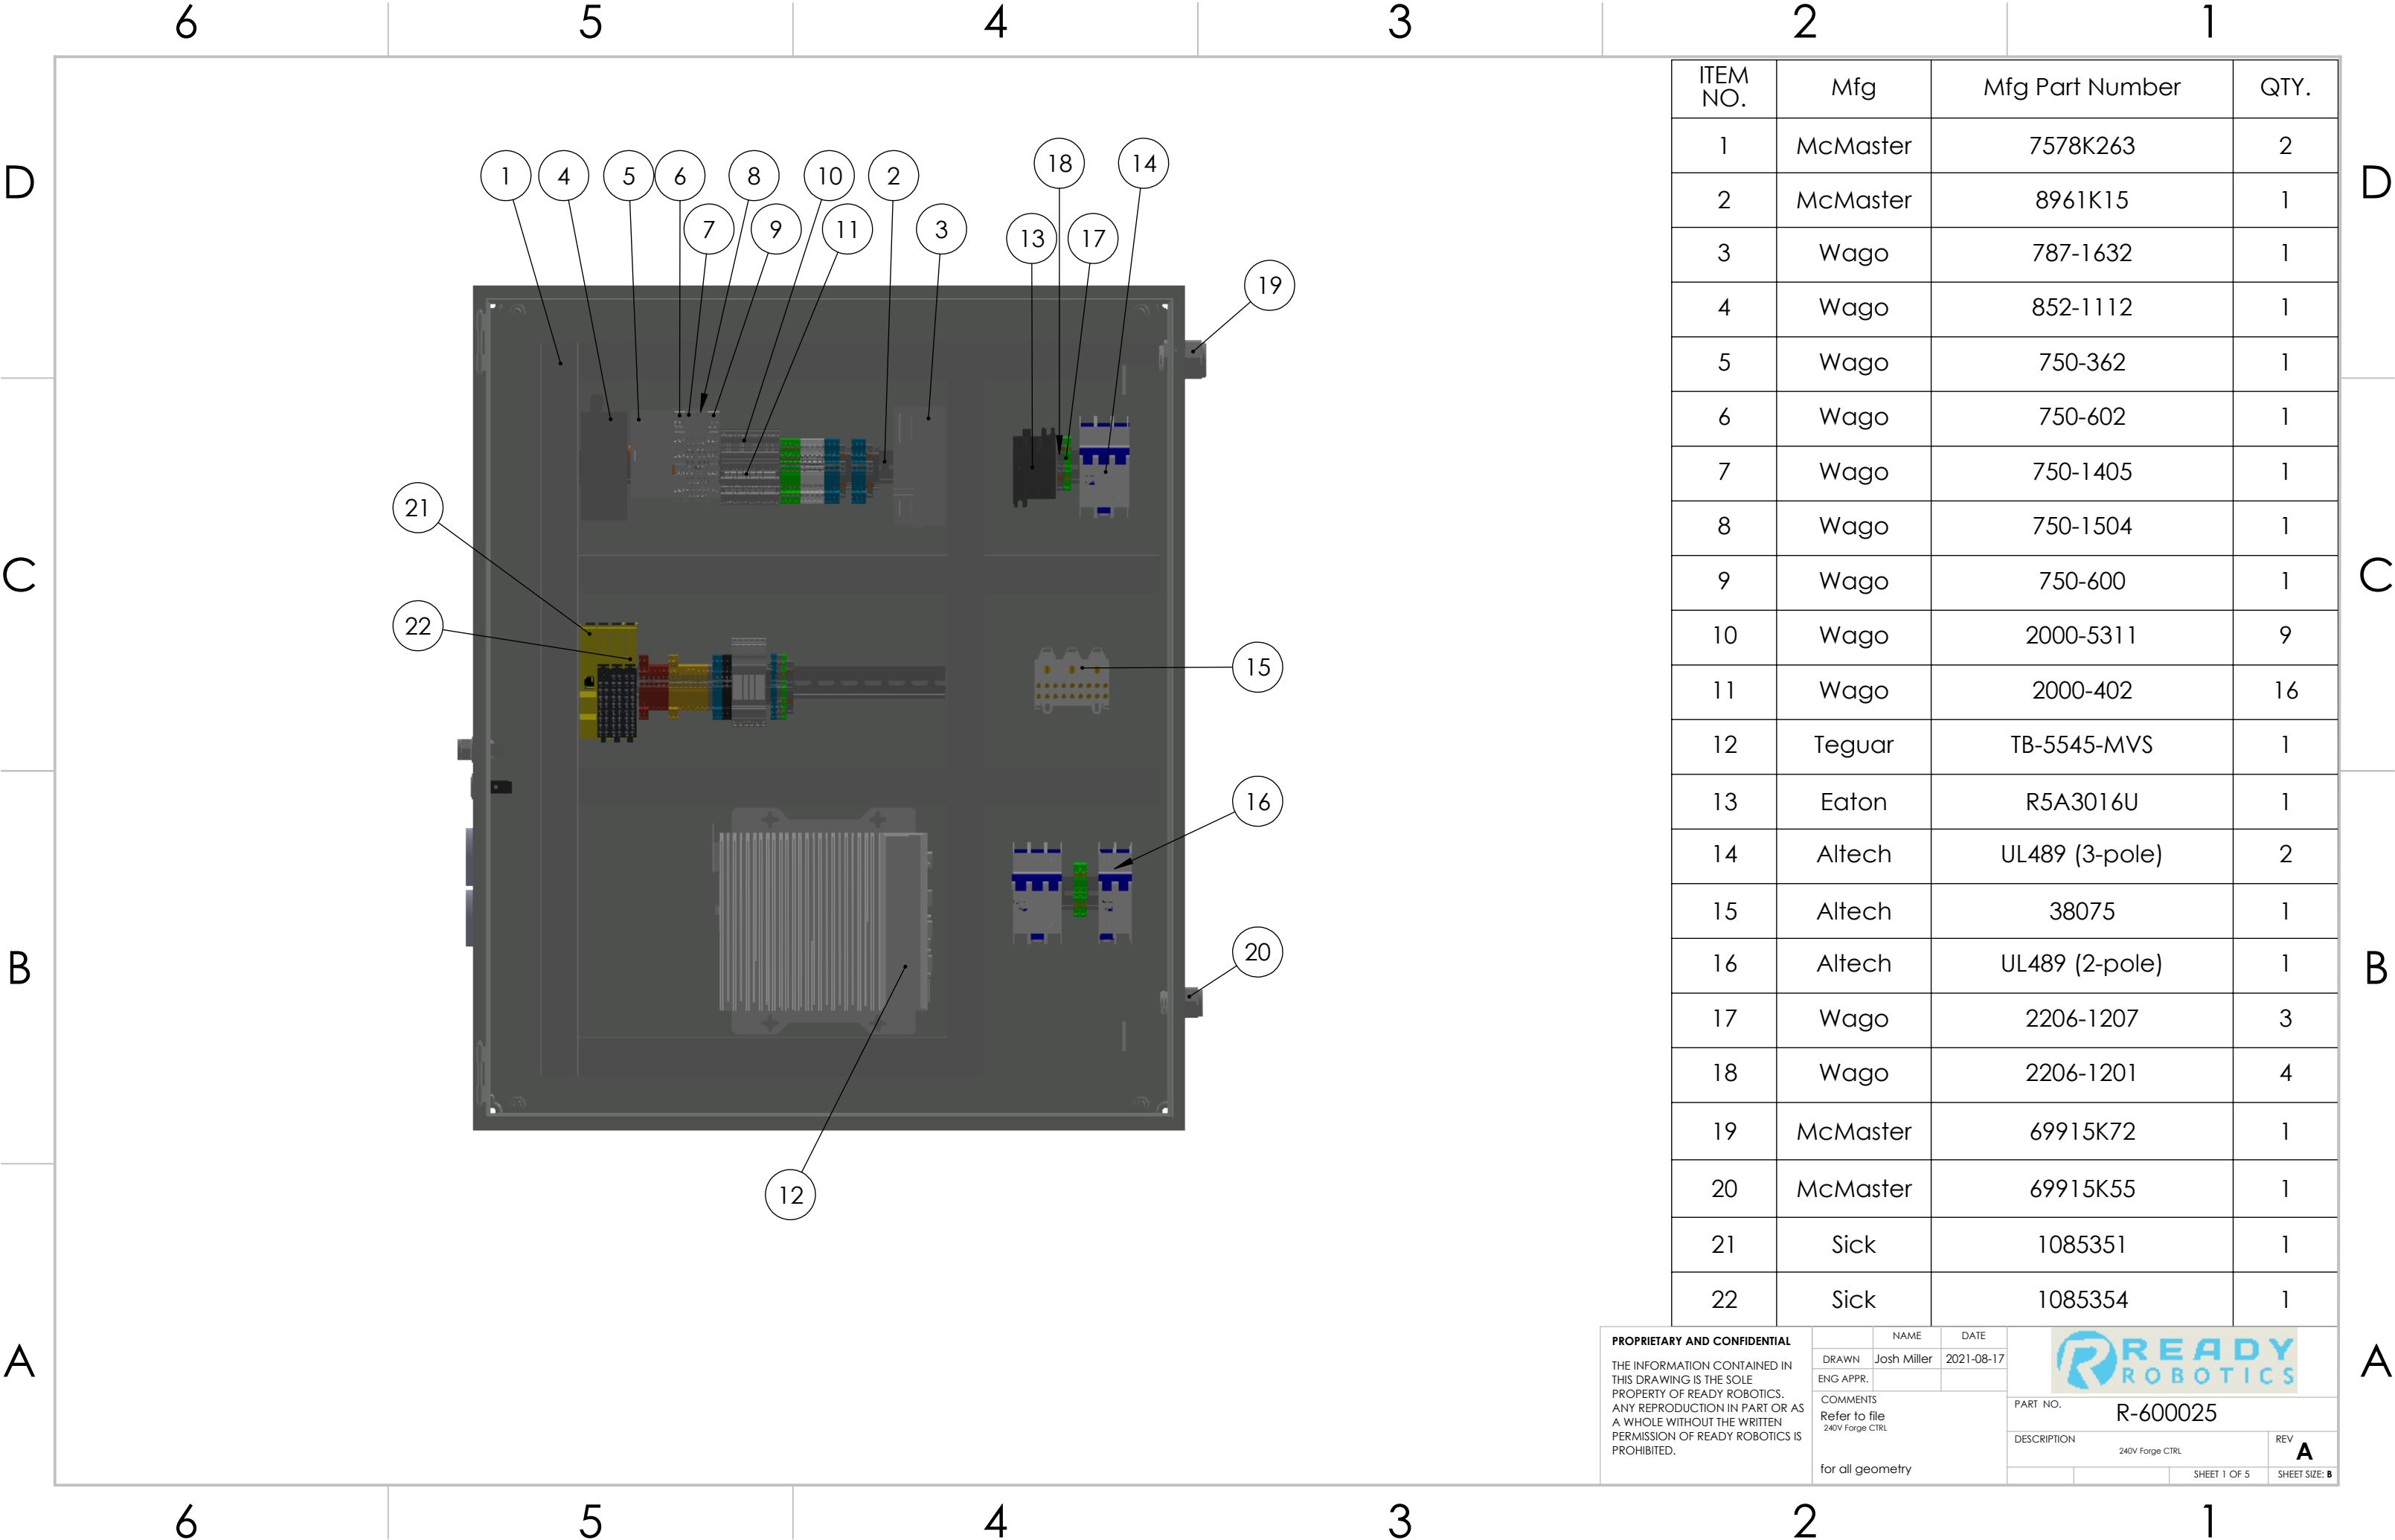 6 5 4 3 2 1
D
C
B
A
1 4 5 6 8 10 2 18 14
7 9 11 3 13 17
19
21
22
15
16
20
12
ITEM NO. Mfg Mfg Part Number QTY.
1 McMaster 7578K263 2
2 McMaster 8961K15 1
3 Wago 787-1632 1
4 Wago 852-1112 1
5 Wago 750-362 1
6 Wago 750-602 1
7 Wago 750-1405 1
8 Wago 750-1504 1
9 Wago 750-600 1
10 Wago 2000-5311 9
11 Wago 2000-402 16
12 Teguar TB-5545-MVS 1
13 Eaton R5A3016U 1
14 Altech UL489 (3-pole) 2
15 Altech 38075 1
16 Altech UL489 (2-pole) 1
17 Wago 2206-1207 3
18 Wago 2206-1201 4
19 McMaster 69915K72 1
20 McMaster 69915K55 1
21 Sick 1085351 1
22 Sick 1085354 1
D
C
B
A
PROPRIETARY AND CONFIDENTIAL
THE INFORMATION CONTAINED IN
THIS DRAWING IS THE SOLE
PROPERTY OF READY ROBOTICS.
ANY REPRODUCTION IN PART OR AS
A WHOLE WITHOUT THE WRITTEN
PERMISSION OF READY ROBOTICS IS
PROHIBITED.
NAME DATE
DRAWN Josh Miller 2021-08-17
ENG APPR.
COMMENTS
Refer to file
240V Forge CTRL
for all geometry
READY
ROBOTICS
PART NO. R-600025
DESCRIPTION
240V Forge CTRL
REV
A
SHEET 1 OF 5
SHEET SIZE: B
6 5 4 3 2 1